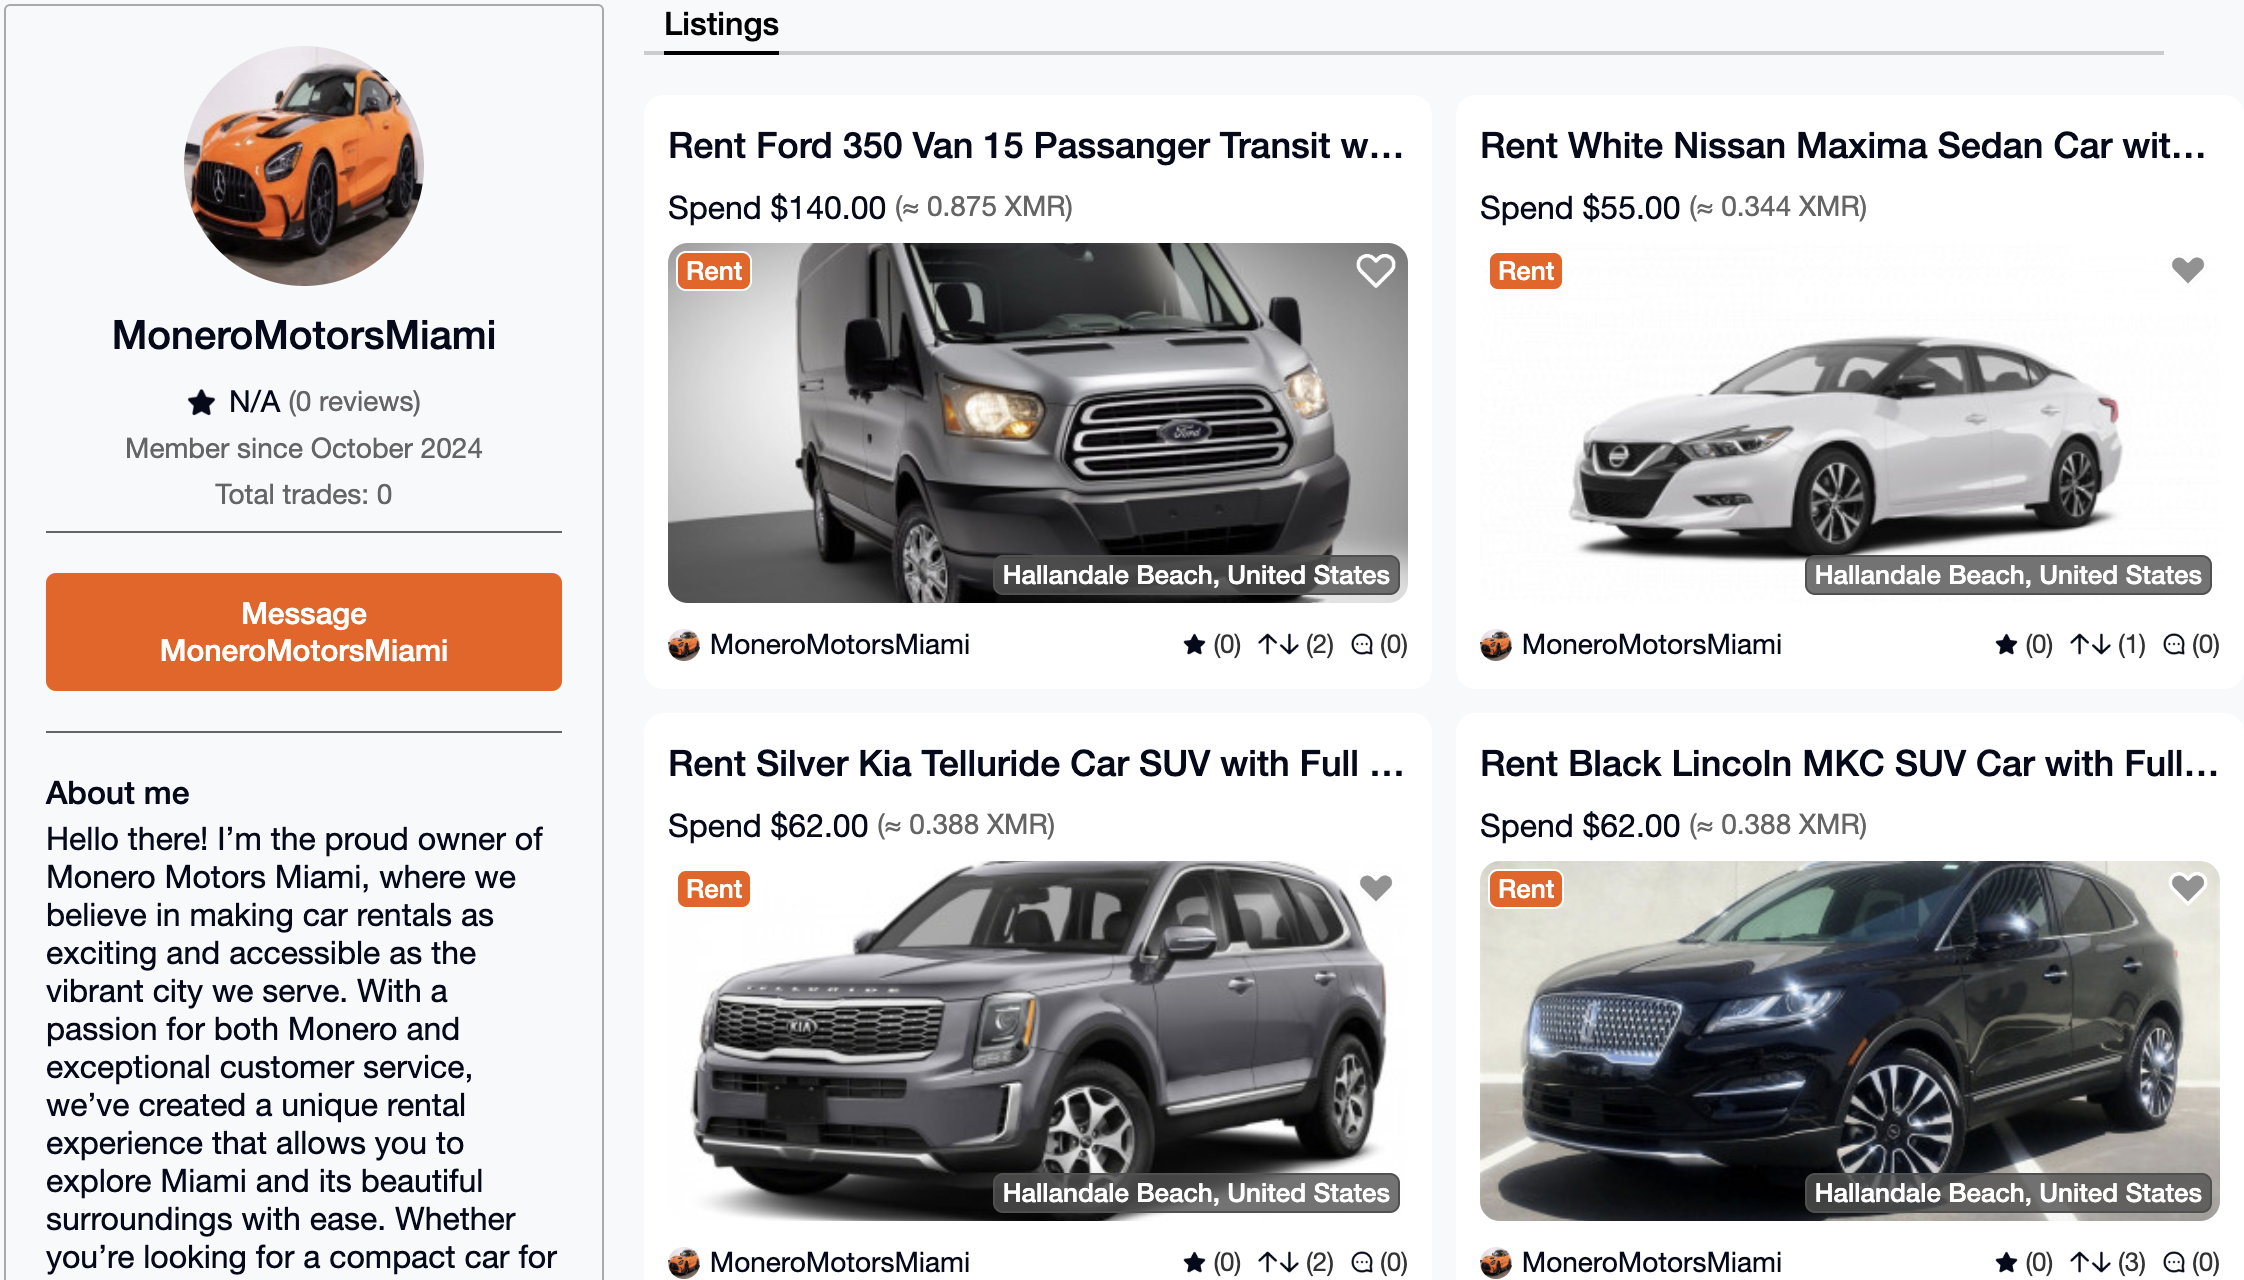 MoneroMotorsMiami
N/A (0 reviews)
Member since October 2024
Total trades: 0
Message
MoneroMotorsMiami
About me
Hello there! I’m the proud owner of
Monero Motors Miami, where we
believe in making car rentals as
exciting and accessible as the
vibrant city we serve. With a
passion for both Monero and
exceptional customer service,
we’ve created a unique rental
experience that allows you to
explore Miami and its beautiful
surroundings with ease. Whether
you’re looking for a compact car for
Listings
Rent Ford 350 Van 15 Passanger Transit w...
Spend $140.00 (≈ 0.875 XMR)
Rent
Ford
Hallandale Beach, United States
MoneroMotorsMiami (0) ↑↓ (2) (0)
Rent White Nissan Maxima Sedan Car wit...
Spend $55.00 (≈ 0.344 XMR)
Rent
Hallandale Beach, United States
MoneroMotorsMiami (0) ↑↓ (1) (0)
Rent Silver Kia Telluride Car SUV with Full ...
Spend $62.00 (≈ 0.388 XMR)
Rent
TELLURIDE
KIA
Hallandale Beach, United States
MoneroMotorsMiami (0) ↑↓ (2) (0)
Rent Black Lincoln MKC SUV Car with Full...
Spend $62.00 (≈ 0.388 XMR)
Rent
Hallandale Beach, United States
MoneroMotorsMiami (0) ↑↓ (3) (0)